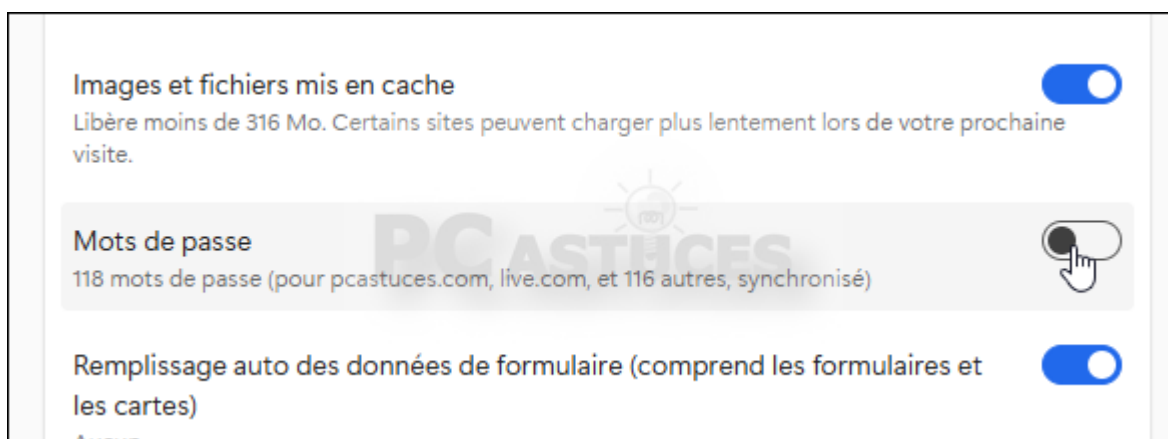 Images et fichiers mis en cache
Libère moins de 316 Mo. Certains sites peuvent charger plus lentement lors de votre prochaine
visite.
PC ASTUCES
Mots de passe
118 mots de passe (pour pcastuces.com, live.com, et 116 autres, synchronisé)
Remplissage auto des données de formulaire (comprend les formulaires et
les cartes)